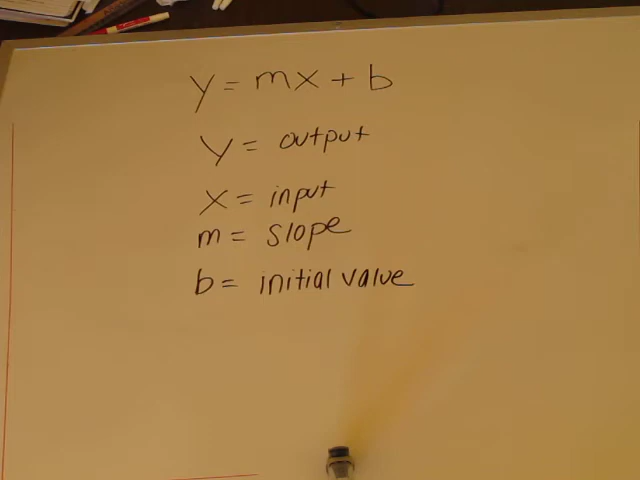 y = mx + b
y = output
x = input
m = slope
b = initial value